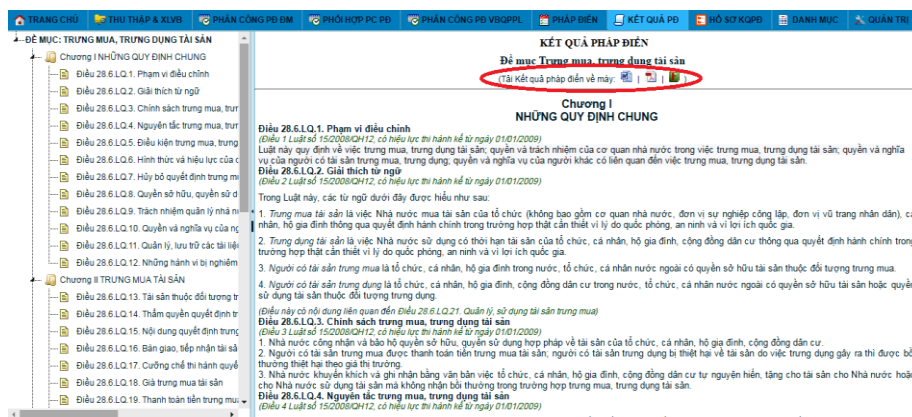 TRANG CHỦ THU THẬP & XLVB PHÂN CÔNG PĐ ĐM PHỐI HỢP PC PĐ PHÂN CÔNG PĐ VBQPPL PHÁP ĐIỂN KẾT QUẢ PĐ HỒ SƠ KQPĐ DANH MỤC QUẢN TRỊ
ĐỀ MỤC: TRƯNG MUA, TRƯNG DỤNG TÀI SẢN
Chương I NHỮNG QUY ĐỊNH CHUNG
Điều 28.6.LQ.1. Phạm vi điều chỉnh
Điều 28.6.LQ.2. Giải thích từ ngữ
Điều 28.6.LQ.3. Chính sách trưng mua, trưr
Điều 28.6.LQ.4. Nguyên tắc trưng mua, trưr
Điều 28.6.LQ.5. Điều kiện trưng mua, trưng
Điều 28.6.LQ.6. Hình thức và hiệu lực của c
Điều 28.6.LQ.7. Hủy bỏ quyết định trưng mi
Điều 28.6.LQ.8. Quyền sở hữu, quyền sử d
Điều 28.6.LQ.9. Trách nhiệm quản lý nhà nı
Điều 28.6.LQ.10. Quyền và nghĩa vụ của ng
Điều 28.6.LQ.11. Quản lý, lưu trữ các tài liệu
Điều 28.6.LQ.12. Những hành vi bị nghiêm
Chương II TRƯNG MUA TÀI SẢN
Điều 28.6.LQ.13. Tài sản thuộc đối tượng tr
Điều 28.6.LQ.14. Thẩm quyền quyết định tr
Điều 28.6.LQ.15. Nội dung quyết định trưng
Điều 28.6.LQ.16. Bàn giao, tiếp nhận tài sả
Điều 28.6.LQ.17. Cưỡng chế thi hành quyế
Điều 28.6.LQ.18. Giá trưng mua tài sản
Điều 28.6.LQ.19. Thanh toán tiền trưng mu
KẾT QUẢ PHÁP ĐIỂN
Đề mục Trưng mua, trưng dụng tài sản
(Tải Kết quả pháp điển về máy: | | )
Chương I
NHỮNG QUY ĐỊNH CHUNG
Điều 28.6.LQ.1. Phạm vi điều chỉnh
(Điều 1 Luật số 15/2008/QH12, có hiệu lực thi hành kể từ ngày 01/01/2009)
Luật này quy định về việc trưng mua, trưng dụng tài sản; quyền và trách nhiệm của cơ quan nhà nước trong việc trưng mua, trưng dụng tài sản; quyền và nghĩa
vụ của người có tài sản trưng mua, trưng dụng; quyền và nghĩa vụ của người khác có liên quan đến việc trưng mua, trưng dụng tài sản.
Điều 28.6.LQ.2. Giải thích từ ngữ
(Điều 2 Luật số 15/2008/QH12, có hiệu lực thi hành kể từ ngày 01/01/2009)
Trong Luật này, các từ ngữ dưới đây được hiểu như sau:
1. Trưng mua tài sản là việc Nhà nước mua tài sản của tổ chức (không bao gồm cơ quan nhà nước, đơn vị sự nghiệp công lập, đơn vị vũ trang nhân dân), cá
nhân, hộ gia đình thông qua quyết định hành chính trong trường hợp thật cần thiết vì lý do quốc phòng, an ninh và vì lợi ích quốc gia.
2. Trưng dụng tài sản là việc Nhà nước sử dụng có thời hạn tài sản của tổ chức, cá nhân, hộ gia đình, cộng đồng dân cư thông qua quyết định hành chính trong
trường hợp thật cần thiết vì lý do quốc phòng, an ninh và vì lợi ích quốc gia.
3. Người có tài sản trưng mua là tổ chức, cá nhân, hộ gia đình trong nước, tổ chức, cá nhân nước ngoài có quyền sở hữu tài sản thuộc đối tượng trưng mua.
4. Người có tài sản trưng dụng là tổ chức, cá nhân, hộ gia đình, cộng đồng dân cư trong nước, tổ chức, cá nhân nước ngoài có quyền sở hữu tài sản hoặc quyền
sử dụng tài sản thuộc đối tượng trưng dụng.
(Điều này có nội dung liên quan đến Điều 28.6.LQ.21. Quản lý, sử dụng tài sản trưng mua)
Điều 28.6.LQ.3. Chính sách trưng mua, trưng dụng tài sản
(Điều 3 Luật số 15/2008/QH12, có hiệu lực thi hành kể từ ngày 01/01/2009)
1. Nhà nước công nhận và bảo hộ quyền sở hữu, quyền sử dụng hợp pháp về tài sản của tổ chức, cá nhân, hộ gia đình, cộng đồng dân cư.
2. Người có tài sản trưng mua được thanh toán tiền trưng mua tài sản; người có tài sản trưng dụng bị thiệt hại về tài sản do việc trưng dụng gây ra thì được bồ
thường thiệt hại theo giá thị trường.
3. Nhà nước khuyến khích và ghi nhận bằng văn bản việc tổ chức, cá nhân, hộ gia đình, cộng đồng dân cư tự nguyện hiến, tặng cho tài sản cho Nhà nước hoặc
cho Nhà nước sử dụng tài sản mà không nhận bồi thường trong trường hợp trưng mua, trưng dụng tài sản.
Điều 28.6.LQ.4. Nguyên tắc trưng mua, trưng dụng tài sản
(Điều 4 Luật số 15/2008/QH12, có hiệu lực thi hành kể từ ngày 01/01/2009)